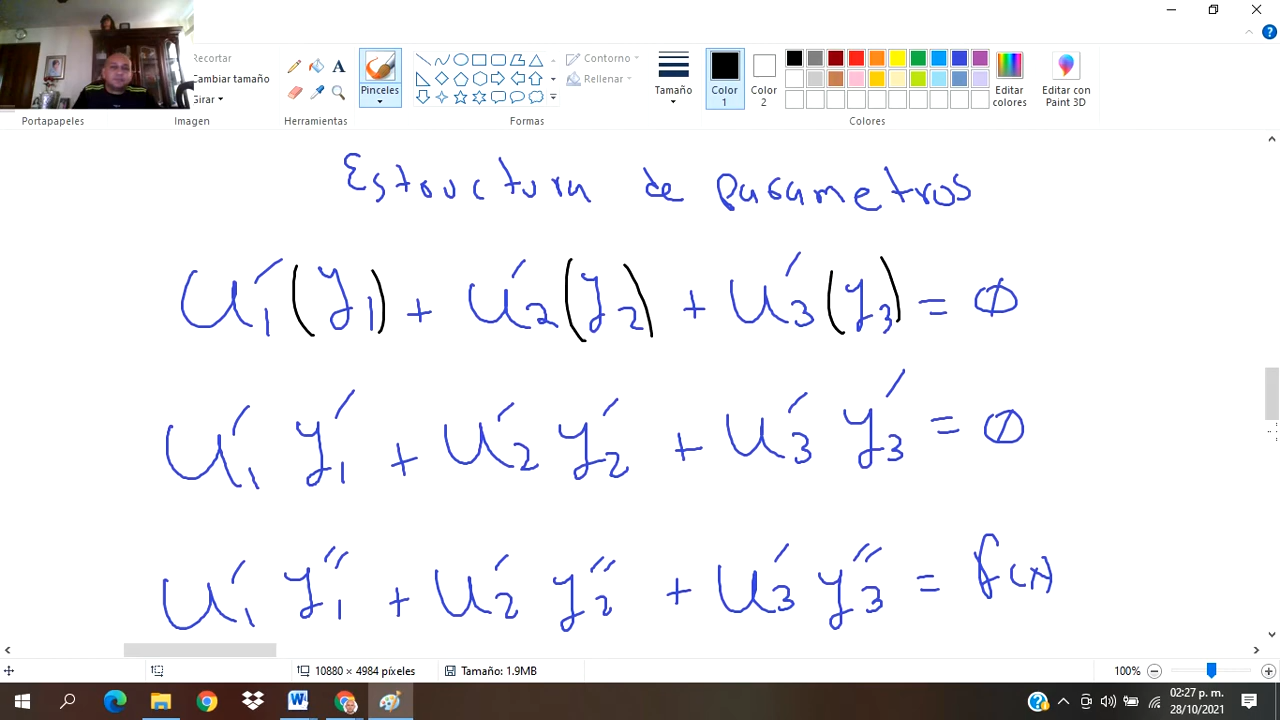 Recortar
Cambiar tamaño
Girar
Pinceles
Contorno
Rellenar
Tamaño
Color 1
Color 2
Editar colores
Editar con Paint 3D
Portapapeles
Imagen
Herramientas
Formas
Colores
Estructura de parametros
U₁′(y₁) + U₂′(y₂) + U₃′(y₃) = 0
U₁′ y₁′ + U₂′ y₂′ + U₃′ y₃′ = 0
U₁′ y₁″ + U₂′ y₂″ + U₃′ y₃″ = f(x)
10880 × 4984 píxeles
Tamaño: 1.9MB
100%
02:27 p. m.
28/10/2021